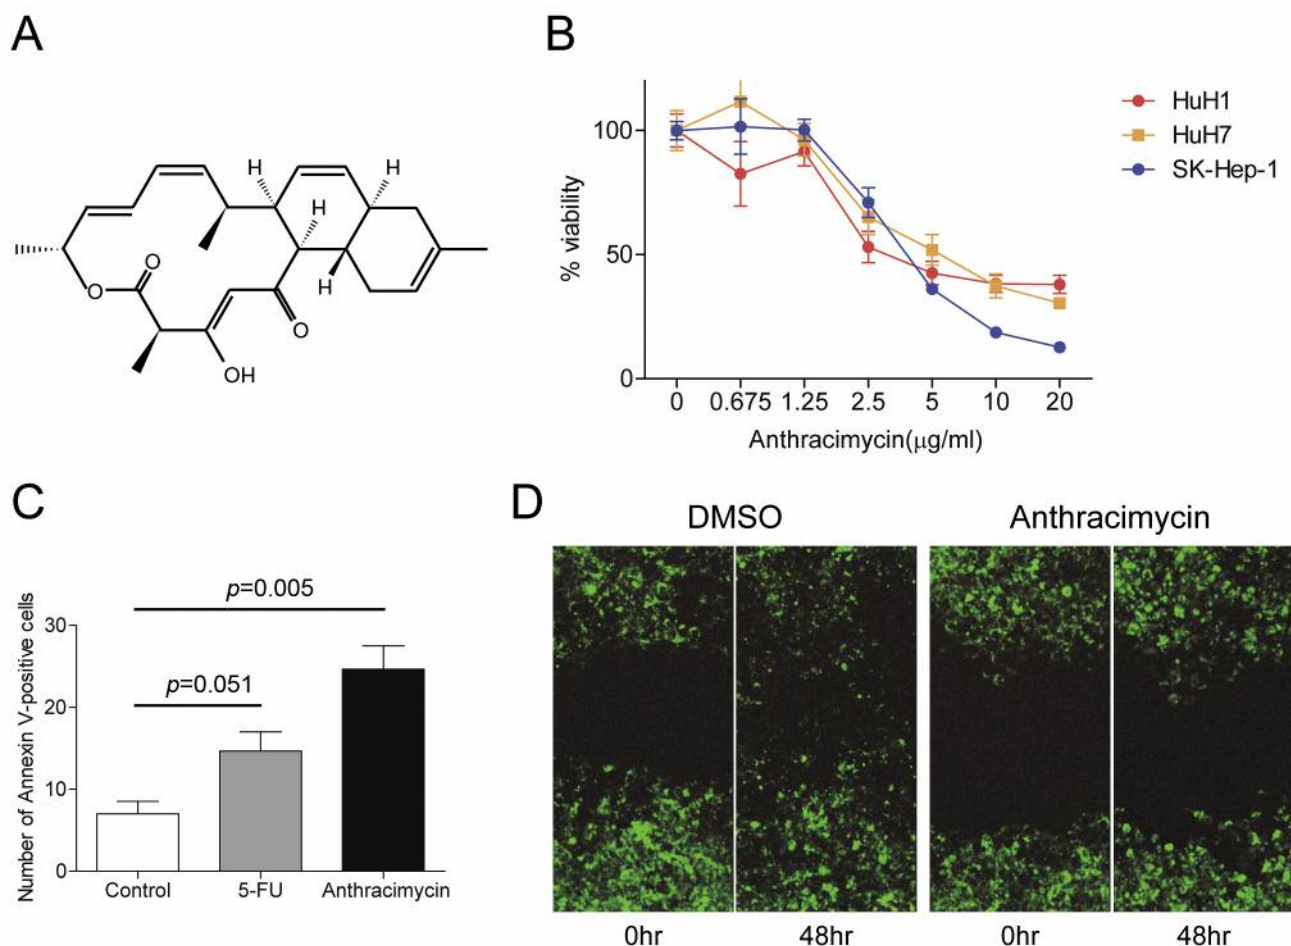 A
H
H
H
H
O
O
O
OH
B
% viability
100
50
0
0 0.675 1.25 2.5 5 10 20
Anthracimycin(μg/ml)
HuH1
HuH7
SK-Hep-1
C
Number of Annexin V-positive cells
30
20
10
0
p=0.005
p=0.051
Control 5-FU Anthracimycin
D
DMSO Anthracimycin
0hr 48hr 0hr 48hr